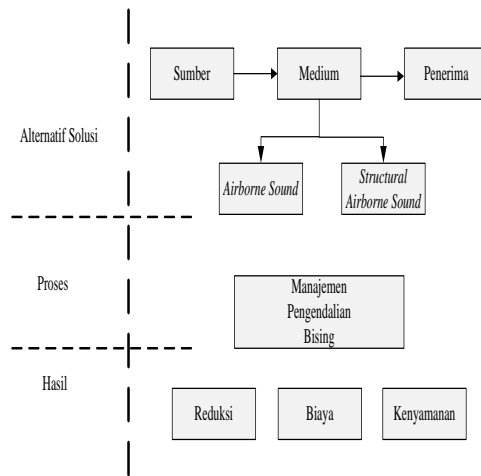 Sumber
Medium
Penerima
Alternatif Solusi
Airborne Sound
Structural
Airborne Sound
Proses
Manajemen
Pengendalian
Bising
Hasil
Reduksi
Biaya
Kenyamanan